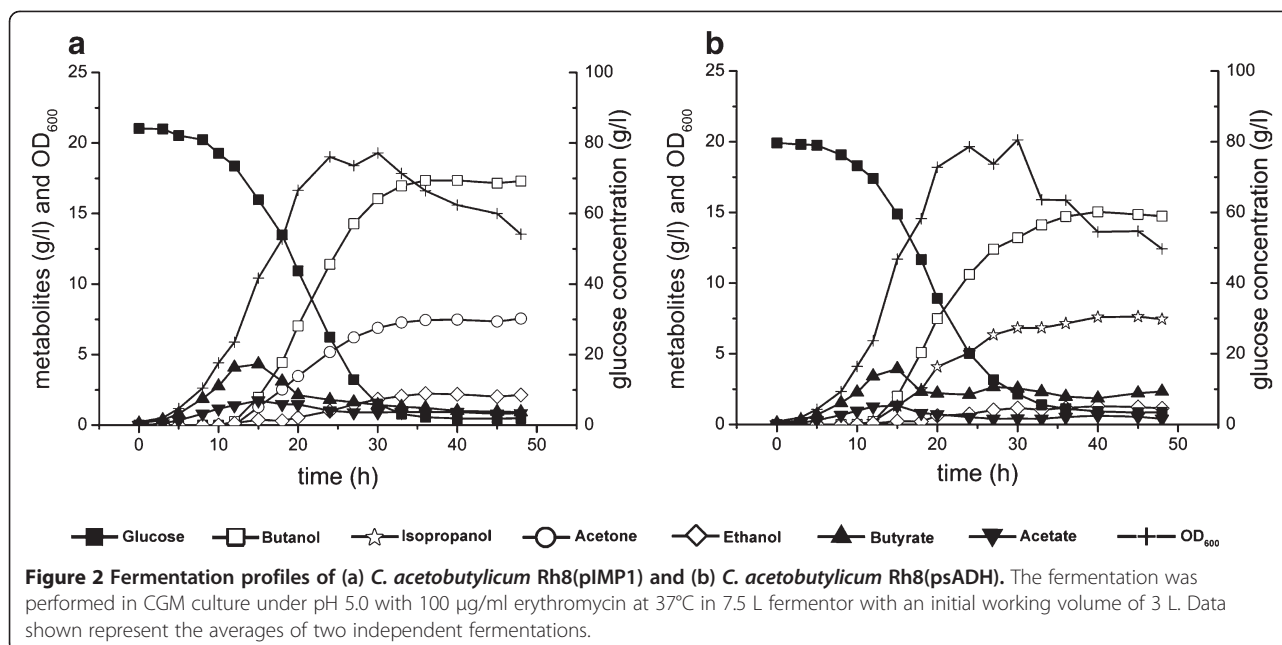 a
b
25
20
15
10
5
0
metabolites (g/l) and OD600
100
80
60
40
20
0
glucose concentration (g/l)
0 10 20 30 40 50
time (h)
25
20
15
10
5
0
metabolites (g/l) and OD600
100
80
60
40
20
0
glucose concentration (g/l)
0 10 20 30 40 50
time (h)
Glucose Butanol Isopropanol Acetone Ethanol Butyrate Acetate OD600
Figure 2 Fermentation profiles of (a) C. acetobutylicum Rh8(pIMP1) and (b) C. acetobutylicum Rh8(psADH). The fermentation was
performed in CGM culture under pH 5.0 with 100 μg/ml erythromycin at 37°C in 7.5 L fermentor with an initial working volume of 3 L. Data
shown represent the averages of two independent fermentations.